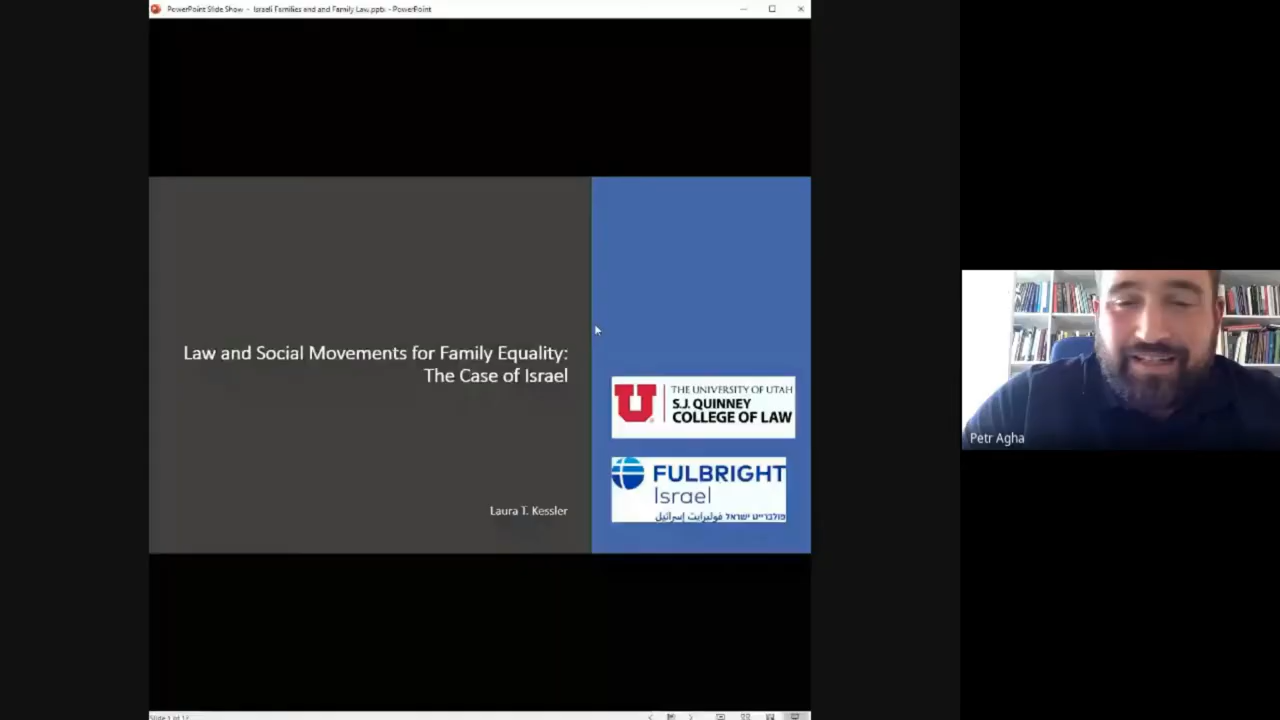 PowerPoint Slide Show - Israeli Families and and Family Law.pptx - PowerPoint
Law and Social Movements for Family Equality:
The Case of Israel
Laura T. Kessler
THE UNIVERSITY OF UTAH
S.J. QUINNEY
COLLEGE OF LAW
FULBRIGHT
Israel
פולברייט ישראל فولبرايت إسرائيل
Petr Agha